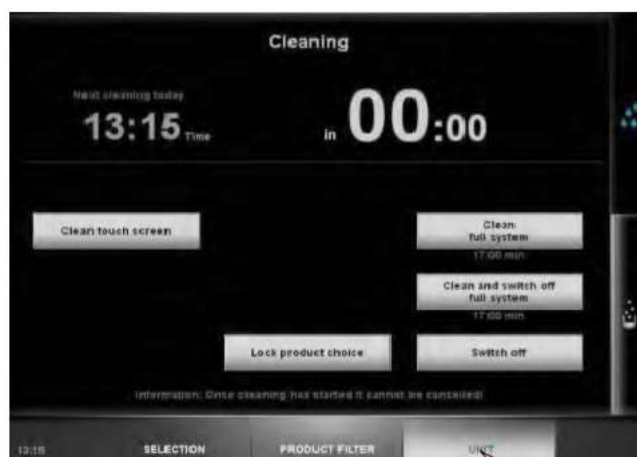 Cleaning
Next cleaning today
13:15 Time
in 00:00
Clean touch screen
Clean
full system
17:00 min
Clean and switch off
full system
17:00 min
Lock product choice
Switch off
Information: Once cleaning has started it cannot be cancelled!
13:15
SELECTION
PRODUCT FILTER
UNIT